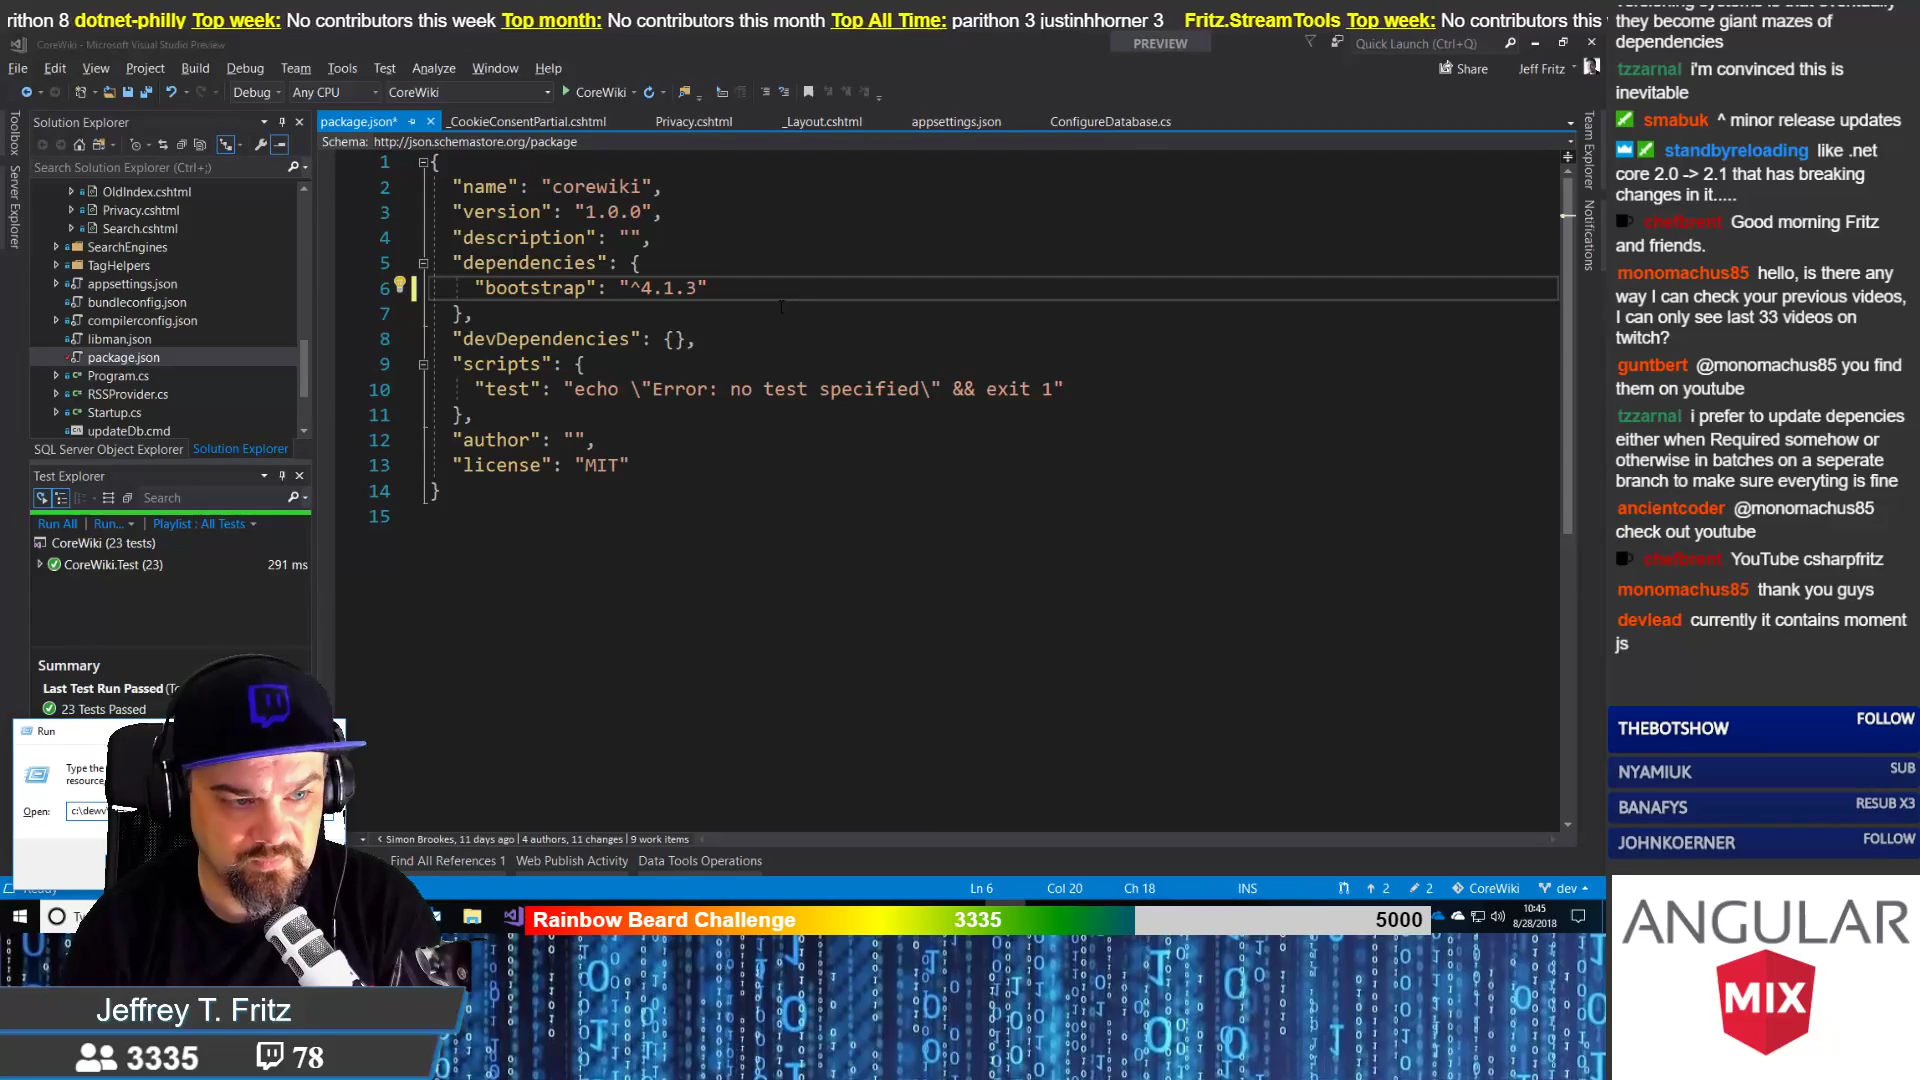 rithon 8 dotnet-philly Top week: No contributors this week Top month: No contributors this month Top All Time: parithon 3 justinhhorner 3 Fritz.StreamTools Top week: No contributors this
CoreWiki - Microsoft Visual Studio Preview
PREVIEW
Quick Launch (Ctrl+Q)
File Edit View Project Build Debug Team Tools Test Analyze Window Help
Share Jeff Fritz
Debug Any CPU CoreWiki CoreWiki
Toolbox
Server Explorer
Solution Explorer
Search Solution Explorer (Ctrl+;)
OldIndex.cshtml
Privacy.cshtml
Search.cshtml
SearchEngines
TagHelpers
appsettings.json
bundleconfig.json
compilerconfig.json
libman.json
package.json
Program.cs
RSSProvider.cs
Startup.cs
updateDb.cmd
SQL Server Object Explorer Solution Explorer
Test Explorer
Search
Run All Run... Playlist : All Tests
CoreWiki (23 tests)
CoreWiki.Test (23) 291 ms
Summary
Last Test Run Passed
23 Tests Passed
Run
Type the
resource,
Open:
package.json* _CookieConsentPartial.cshtml Privacy.cshtml _Layout.cshtml appsettings.json ConfigureDatabase.cs
Schema: http://json.schemastore.org/package
1 {
2 "name": "corewiki",
3 "version": "1.0.0",
4 "description": "",
5 "dependencies": {
6 "bootstrap": "^4.1.3"
7 },
8 "devDependencies": {},
9 "scripts": {
10 "test": "echo \"Error: no test specified\" && exit 1"
11 },
12 "author": "",
13 "license": "MIT"
14 }
15
Team Explorer
Notifications
Simon Brookes, 11 days ago | 4 authors, 11 changes | 9 work items
Find All References 1 Web Publish Activity Data Tools Operations
Ready Ln 6 Col 20 Ch 18 INS 2 2 CoreWiki dev
Rainbow Beard Challenge 3335 5000
10:45
8/28/2018
Jeffrey T. Fritz
3335 78
they become giant mazes of
dependencies
tzzarnal i'm convinced this is
inevitable
smabuk ^ minor release updates
standbyreloading like .net
core 2.0 -> 2.1 that has breaking
changes in it.....
chefbrent Good morning Fritz
and friends.
monomachus85 hello, is there any
way I can check your previous videos,
I can only see last 33 videos on
twitch?
guntbert @monomachus85 you find
them on youtube
tzzarnal i prefer to update depencies
either when Required somehow or
otherwise in batches on a seperate
branch to make sure everyting is fine
ancientcoder @monomachus85
check out youtube
chefbrent YouTube csharpfritz
monomachus85 thank you guys
devlead currently it contains moment
js
THEBOTSHOW FOLLOW
NYAMIUK SUB
BANAFYS RESUB X3
JOHNKOERNER FOLLOW
ANGULAR
MIX